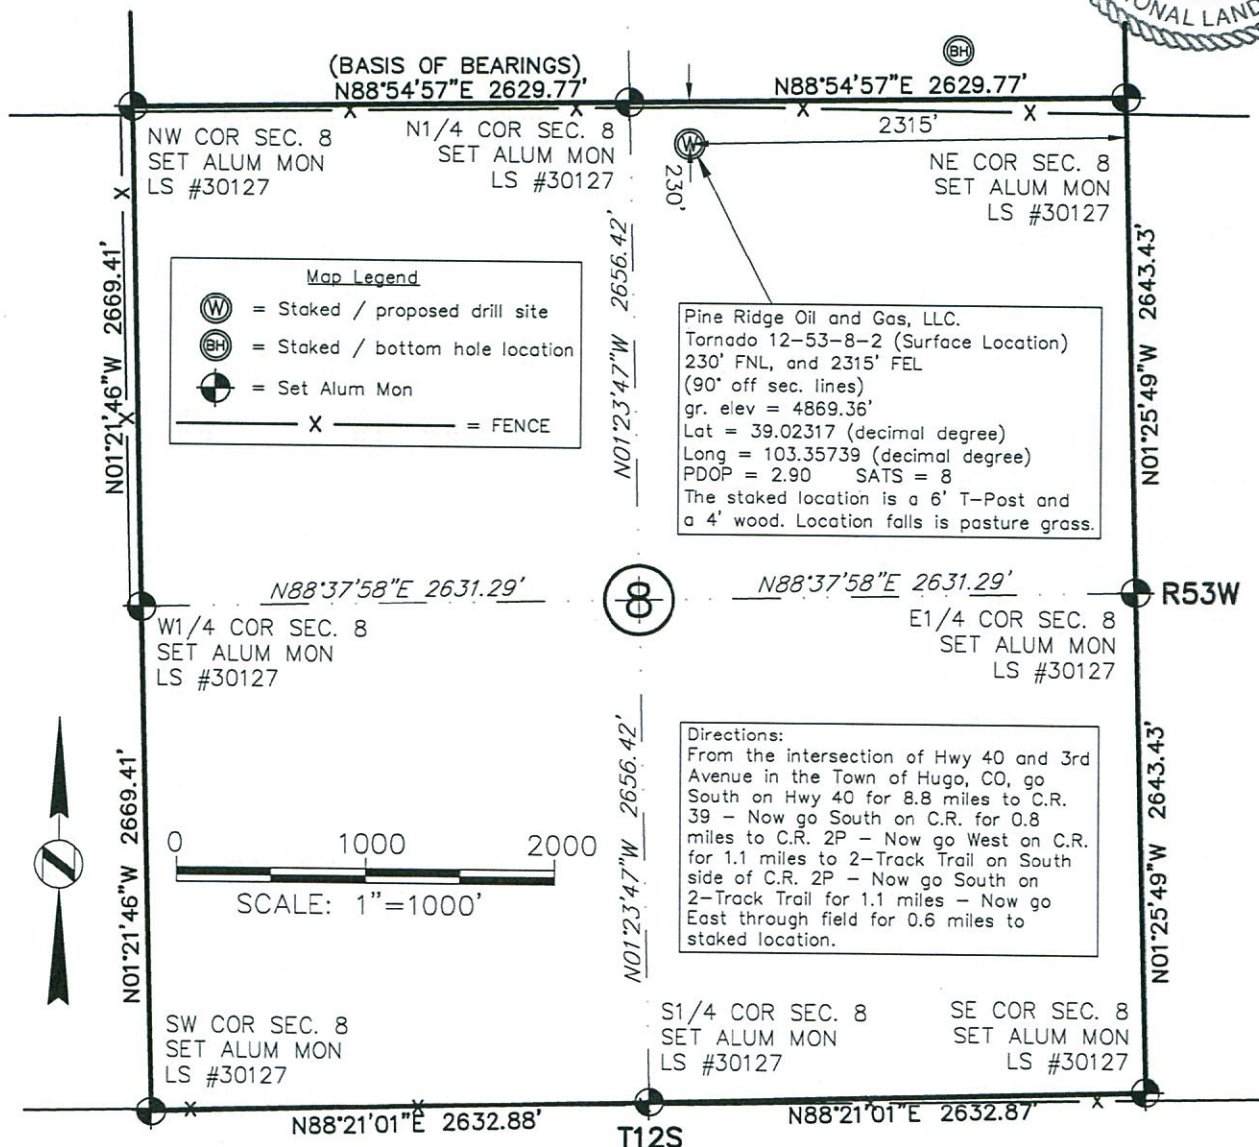 ONAL LAND
BH
(BASIS OF BEARINGS)
N88°54'57"E 2629.77'
N88°54'57"E 2629.77'
X X X X
2315'
W
230'
NW COR SEC. 8
SET ALUM MON
LS #30127
N1/4 COR SEC. 8
SET ALUM MON
LS #30127
NE COR SEC. 8
SET ALUM MON
LS #30127
X
N01°21'46"W 2669.41'
X
Map Legend
W = Staked / proposed drill site
BH = Staked / bottom hole location
= Set Alum Mon
X = FENCE
N01°23'47"W 2656.42'
Pine Ridge Oil and Gas, LLC.
Tornado 12-53-8-2 (Surface Location)
230' FNL, and 2315' FEL
(90° off sec. lines)
gr. elev = 4869.36'
Lat = 39.02317 (decimal degree)
Long = 103.35739 (decimal degree)
PDOP = 2.90 SATS = 8
The staked location is a 6' T-Post and
a 4' wood. Location falls is pasture grass.
N01°25'49"W 2643.43'
N88°37'58"E 2631.29'
8
N88°37'58"E 2631.29'
R53W
W1/4 COR SEC. 8
SET ALUM MON
LS #30127
E1/4 COR SEC. 8
SET ALUM MON
LS #30127
N01°21'46"W 2669.41'
0 1000 2000
SCALE: 1"=1000'
N01°23'47"W 2656.42'
Directions:
From the intersection of Hwy 40 and 3rd
Avenue in the Town of Hugo, CO, go
South on Hwy 40 for 8.8 miles to C.R.
39 – Now go South on C.R. for 0.8
miles to C.R. 2P – Now go West on C.R.
for 1.1 miles to 2-Track Trail on South
side of C.R. 2P – Now go South on
2-Track Trail for 1.1 miles – Now go
East through field for 0.6 miles to
staked location.
N01°25'49"W 2643.43'
SW COR SEC. 8
SET ALUM MON
LS #30127
S1/4 COR SEC. 8
SET ALUM MON
LS #30127
SE COR SEC. 8
SET ALUM MON
LS #30127
X X X X
N88°21'01"E 2632.88'
N88°21'01"E 2632.87'
T12S